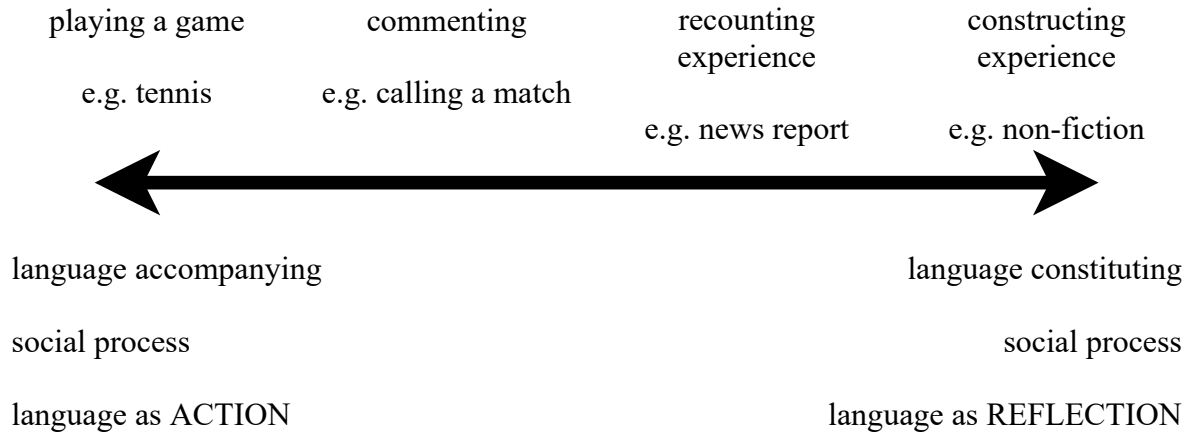 playing a game
e.g. tennis
commenting
e.g. calling a match
recounting
experience
e.g. news report
constructing
experience
e.g. non-fiction
language accompanying
social process
language as ACTION
language constituting
social process
language as REFLECTION